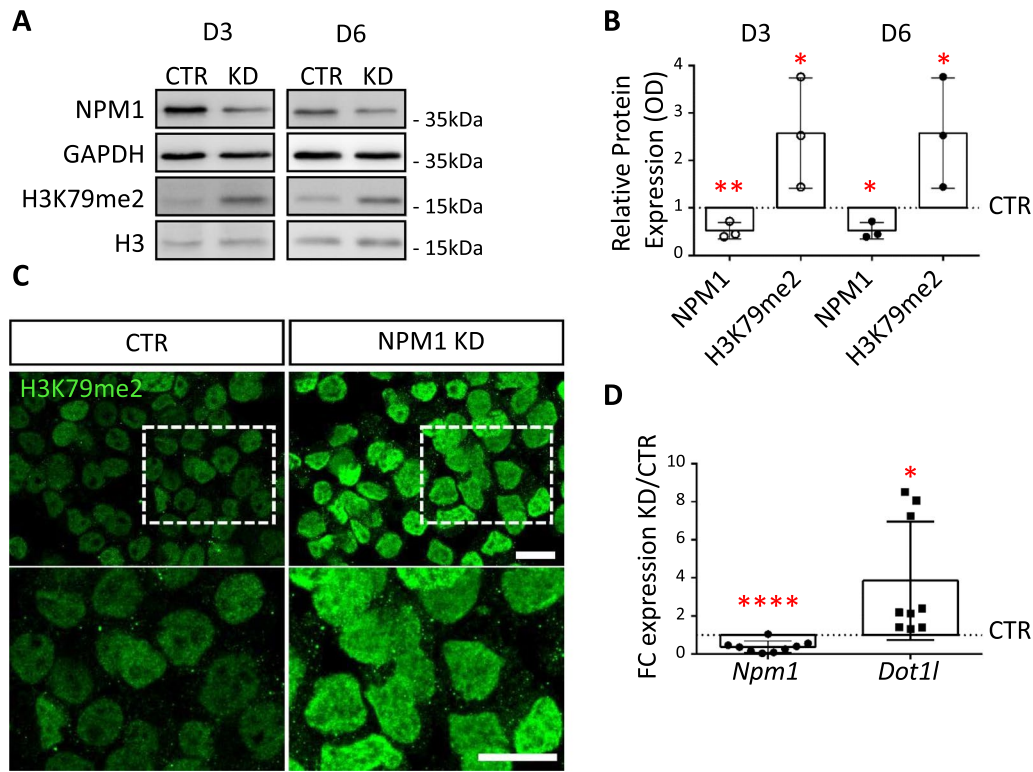 A
D3 D6
CTR KD CTR KD
NPM1
- 35kDa
GAPDH
- 35kDa
H3K79me2
- 15kDa
H3
- 15kDa
B
D3 D6
Relative Protein
Expression (OD)
4
3
2
1
0
* * * * *
CTR
NPM1
H3K79me2
NPM1
H3K79me2
C
CTR NPM1 KD
H3K79me2
D
FC expression KD/CTR
10
8
6
4
2
0
* * * *
*
CTR
Npm1 Dot1l